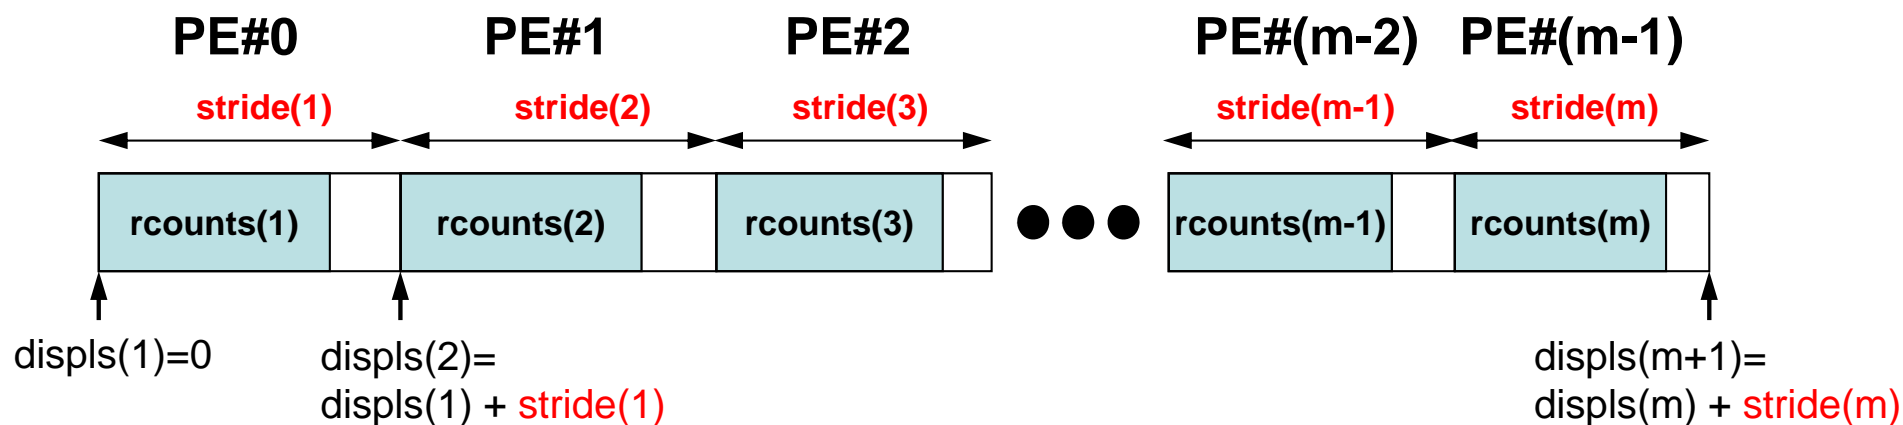 PE#0 PE#1 PE#2 PE#(m-2) PE#(m-1)
stride(1) stride(2) stride(3) stride(m-1) stride(m)
rcounts(1) rcounts(2) rcounts(3) rcounts(m-1) rcounts(m)
displs(1)=0 displs(2)= displs(m+1)=
displs(1) + stride(1) displs(m) + stride(m)